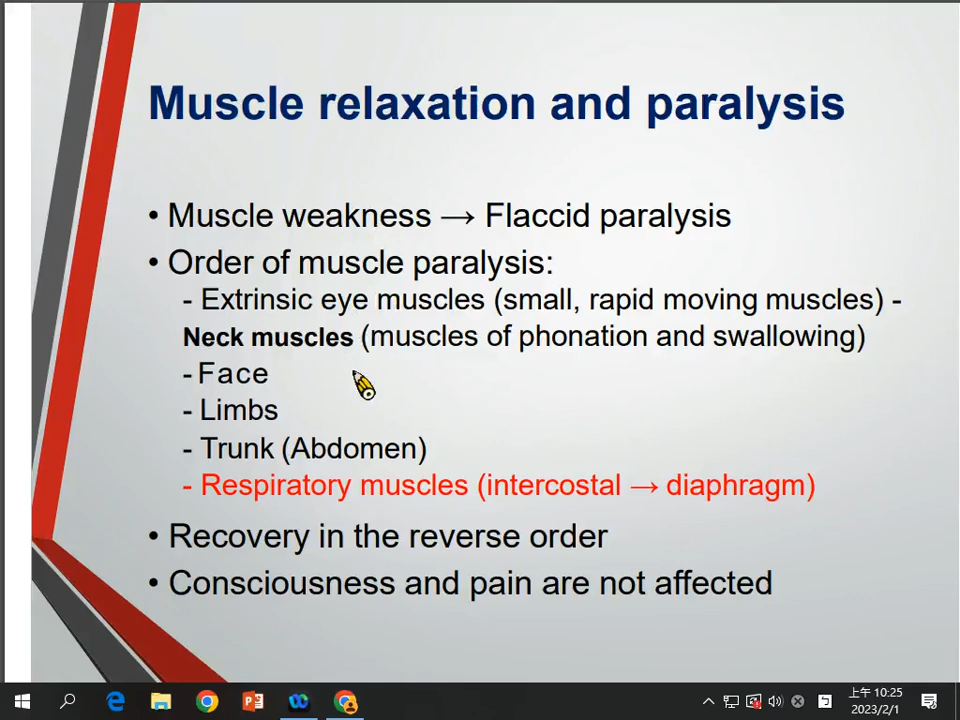 Muscle relaxation and paralysis
• Muscle weakness → Flaccid paralysis
• Order of muscle paralysis:
- Extrinsic eye muscles (small, rapid moving muscles) -
Neck muscles (muscles of phonation and swallowing)
- Face
- Limbs
- Trunk (Abdomen)
- Respiratory muscles (intercostal → diaphragm)
• Recovery in the reverse order
• Consciousness and pain are not affected
上午 10:25
2023/2/1